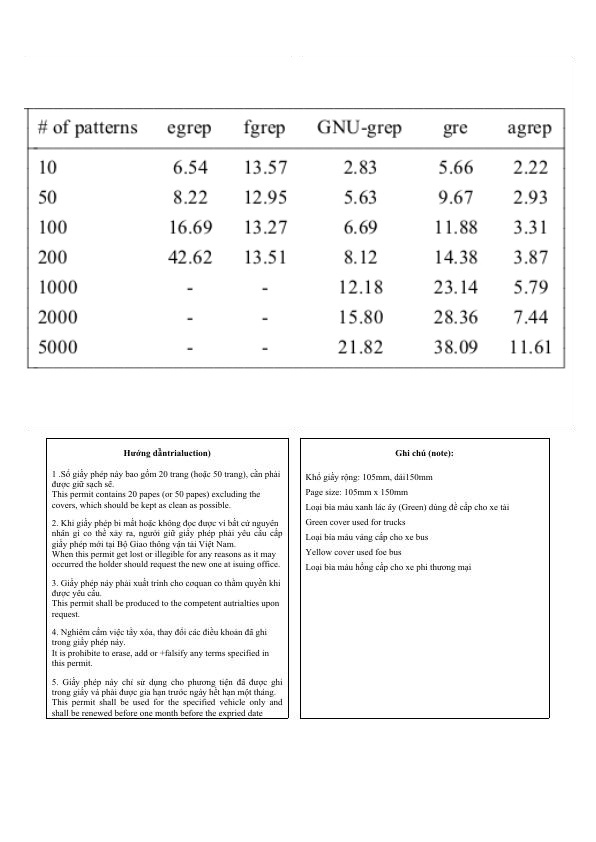 # of patterns egrep fgrep GNU-grep gre agrep
10 6.54 13.57 2.83 5.66 2.22
50 8.22 12.95 5.63 9.67 2.93
100 16.69 13.27 6.69 11.88 3.31
200 42.62 13.51 8.12 14.38 3.87
1000 - - 12.18 23.14 5.79
2000 - - 15.80 28.36 7.44
5000 - - 21.82 38.09 11.61
Hướng dẫntrialuction)
1 .Số giấy phép này bao gồm 20 trang (hoặc 50 trang), cần phải
được giữ sạch sẽ.
This permit contains 20 papes (or 50 papes) excluding the
covers, which should be kept as clean as possible.
2. Khi giấy phép bi mất hoặc không đọc được vì bất cứ nguyên
nhân gì co thể xảy ra, người giữ giấy phép phải yêu cầu cấp
giấy phép mới tại Bộ Giao thông vận tải Việt Nam.
When this permit get lost or illegible for any reasons as it may
occurred the holder should request the new one at isuing office.
3. Giấy phép này phải xuất trình cho cơquan co thẩm quyền khi
được yêu cầu.
This permit shall be produced to the competent autrialties upon
request.
4. Nghiêm cấm việc tẩy xóa, thay đổi các điều khoản đã ghi
trong giấy phép này.
It is prohibite to erase, add or +falsify any terms specified in
this permit.
5. Giấy phép này chỉ sử dụng cho phương tiện đã được ghi
trong giấy và phải được gia hạn trước ngày hết hạn một tháng.
This permit shall be used for the specified vehicle only and
shall be renewed before one month before the expried date
Ghi chú (note):
Khổ giấy rộng: 105mm, dài150mm
Page size: 105mm x 150mm
Loại bìa màu xanh lác ây (Green) dùng để cấp cho xe tải
Green cover used for trucks
Loại bìa màu vàng cấp cho xe bus
Yellow cover used foe bus
Loại bìa màu hồng cấp cho xe phi thương mại